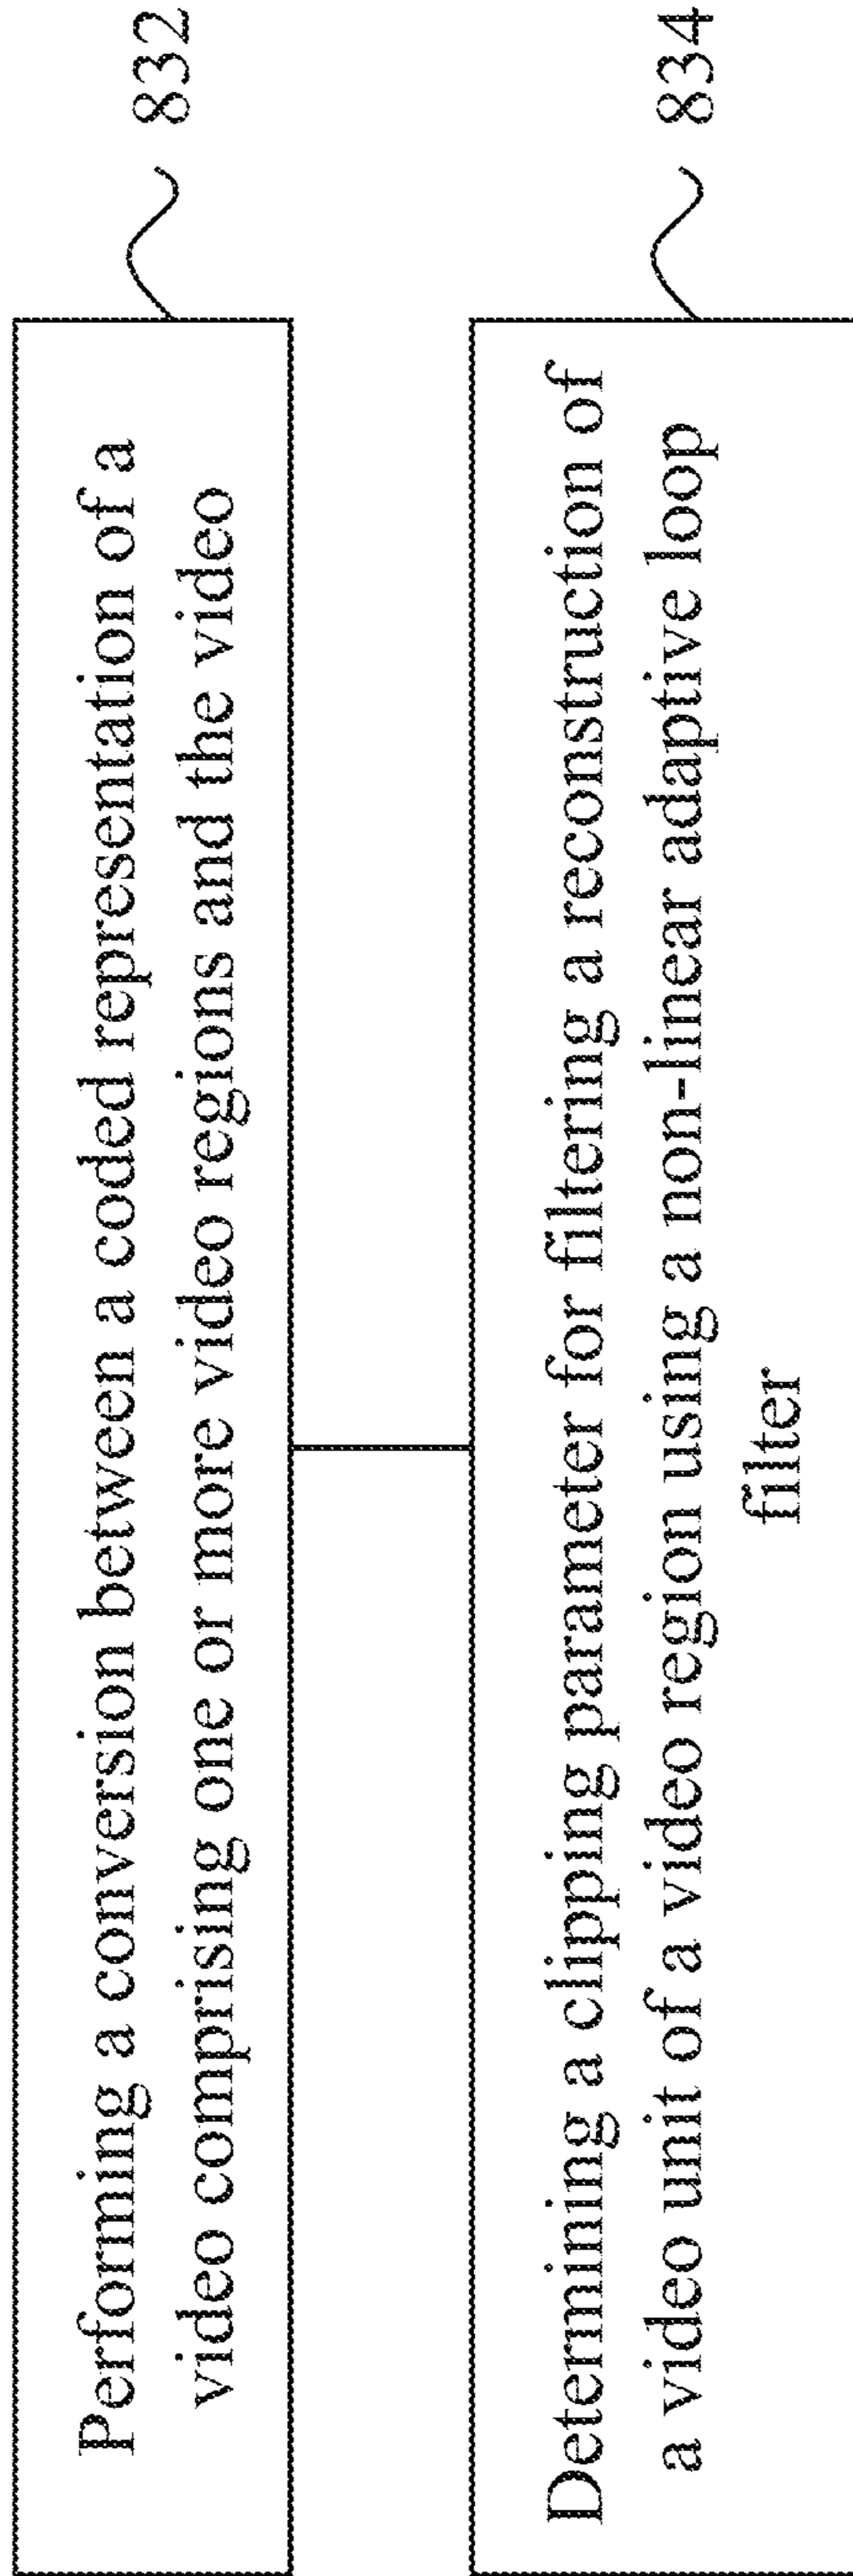 Performing a conversion between a coded representation of a
video comprising one or more video regions and the video
832
Determining a clipping parameter for filtering a reconstruction of
a video unit of a video region using a non-linear adaptive loop
filter
834